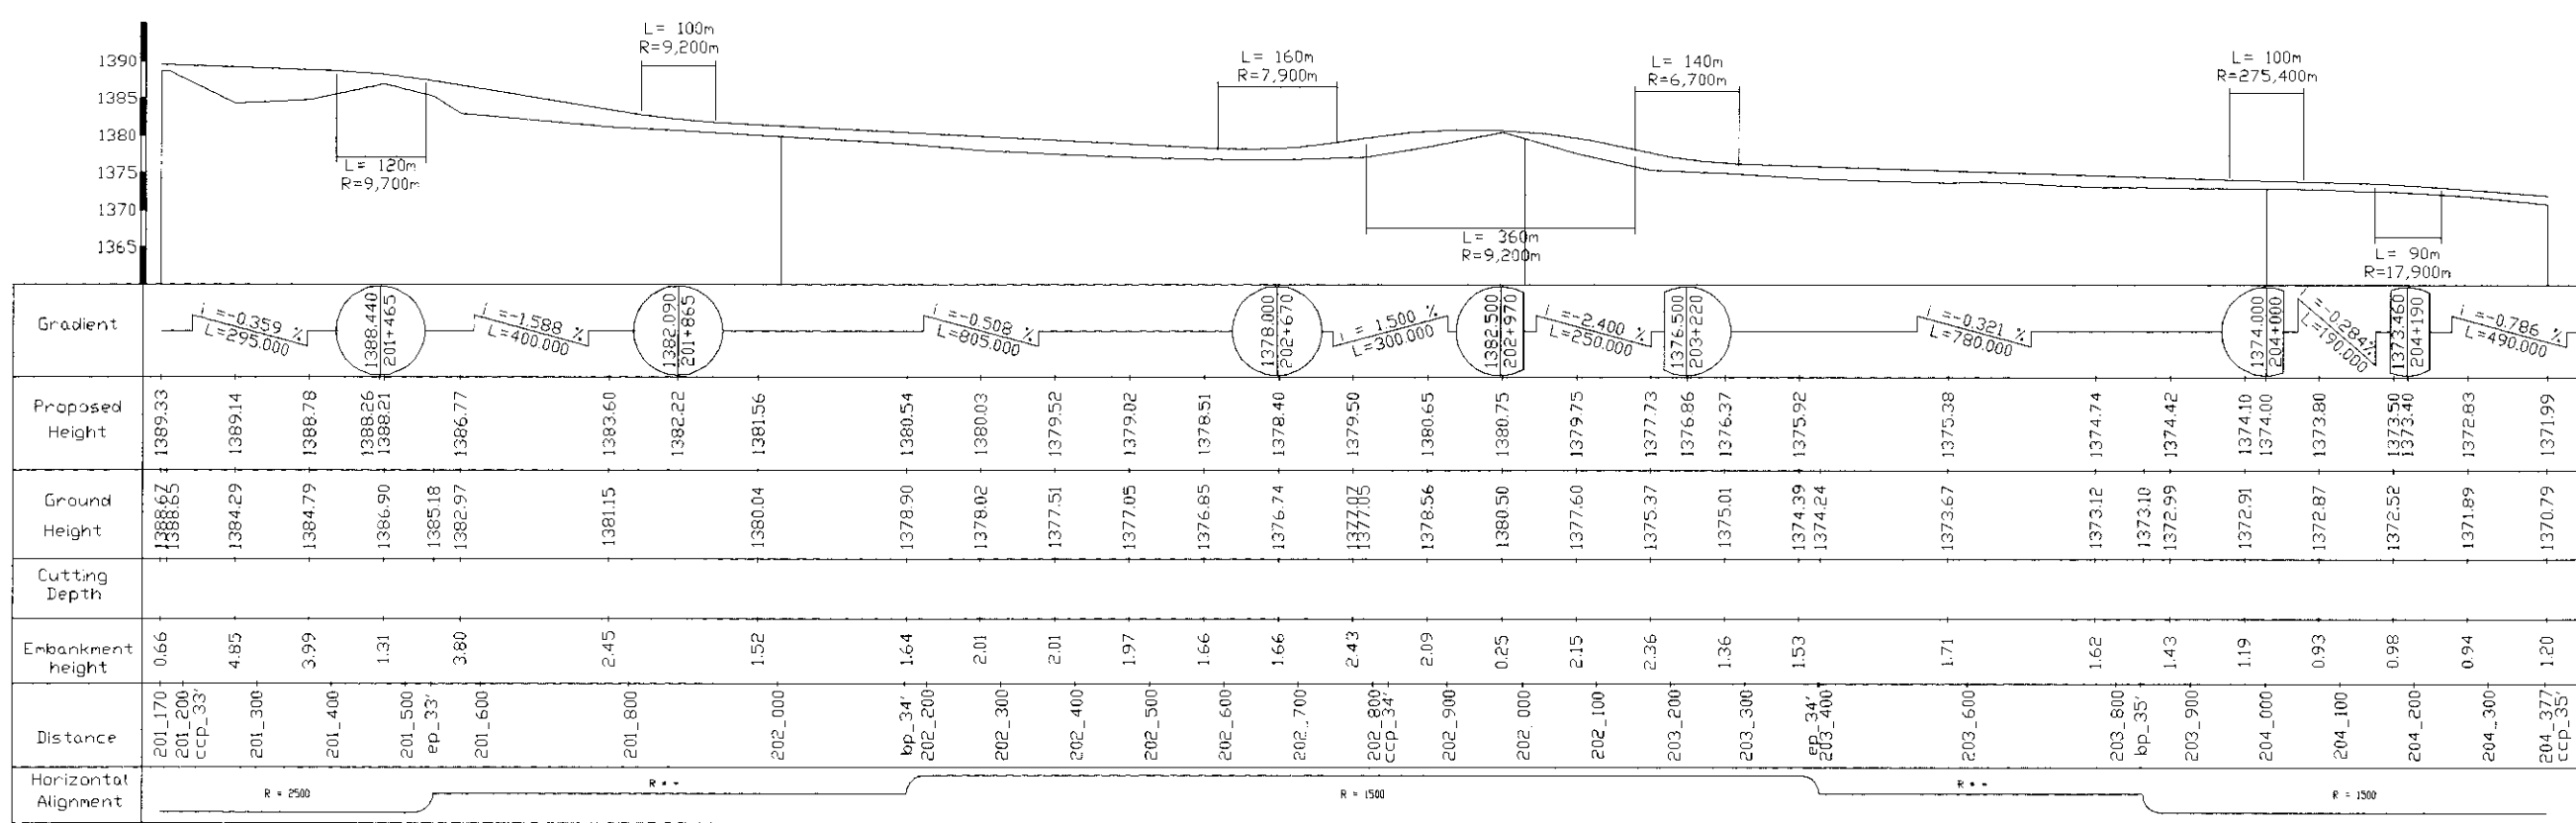 L= 100m
R=9,200m
L= 160m
R=7,900m
L= 140m
R=6,700m
L= 100m
R=275,400m
1390
1385
1380
1375
1370
1365
L= 120m
R=9,700m
L= 360m
R=9,200m
L= 90m
R=17,900m
Gradient
i =-0.359 %
L=295.000
1388.440
201+465
i =-1.588 %
L=400.000
1382.090
201+865
i =-0.508 %
L=805.000
1378.000
202+670
i = 1.500 %
L=300.000
1382.500
202+970
i =-2.400 %
L=250.000
1376.500
203+220
i =-0.321 %
L=780.000
1374.000
204+000
i =-0.284%
L=190.000
1373.460
204+190
i =-0.786 %
L=490.000
Proposed
Height
1389.33 1389.14 1388.78 1388.26 1388.21 1386.77 1383.60 1382.22 1381.56 1380.54 1380.03 1379.52 1379.02 1378.51 1378.40 1379.50 1380.65 1380.75 1379.75 1377.73 1376.86 1376.37 1375.92 1375.38 1374.74 1374.42 1374.10 1374.00 1373.80 1373.50 1373.40 1372.83 1371.99
Ground
Height
1388.67 1388.65 1384.29 1384.79 1386.90 1385.18 1382.97 1381.15 1380.04 1378.90 1378.02 1377.51 1377.05 1376.85 1376.74 1377.07 1377.05 1378.56 1380.50 1377.60 1375.37 1375.01 1374.39 1374.24 1373.67 1373.12 1373.10 1372.99 1372.91 1372.87 1372.52 1371.89 1370.79
Cutting
Depth
Embankment
height
0.66 4.85 3.99 1.31 3.80 2.45 1.52 1.64 2.01 2.01 1.97 1.66 1.66 2.43 2.09 0.25 2.15 2.36 1.36 1.53 1.71 1.62 1.43 1.19 0.93 0.98 0.94 1.20
Distance
201_170 201_200 ccp_33' 201_300 201_400 201_500 ep_33' 201_600 201_800 202_000 bp_34' 202_200 202_300 202_400 202_500 202_600 202_700 202_800 ccp_34' 202_900 202_000 202_100 203_200 203_300 ep_34' 203_400 203_600 203_800 bp_35' 203_900 204_000 204_100 204_200 204_300 204_377 ccp_35'
Horizontal
Alignment
R = 2500
R = 1500
R = 1500